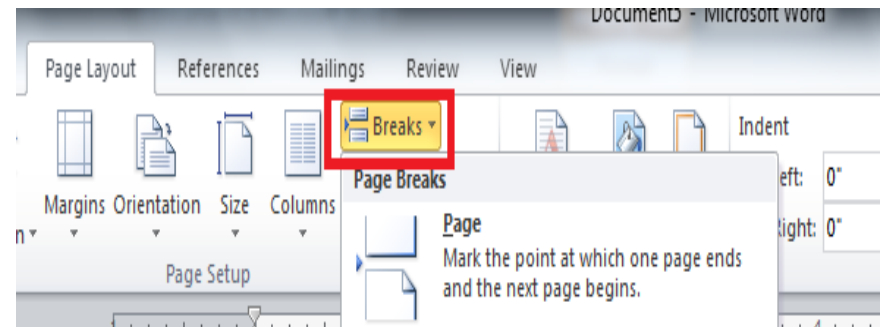 Document5 - Microsoft Word
Page Layout References Mailings Review View
Breaks
Indent
Page Breaks
eft: 0"
Margins Orientation Size Columns
Page
ight: 0"
n
Mark the point at which one page ends
Page Setup
and the next page begins.